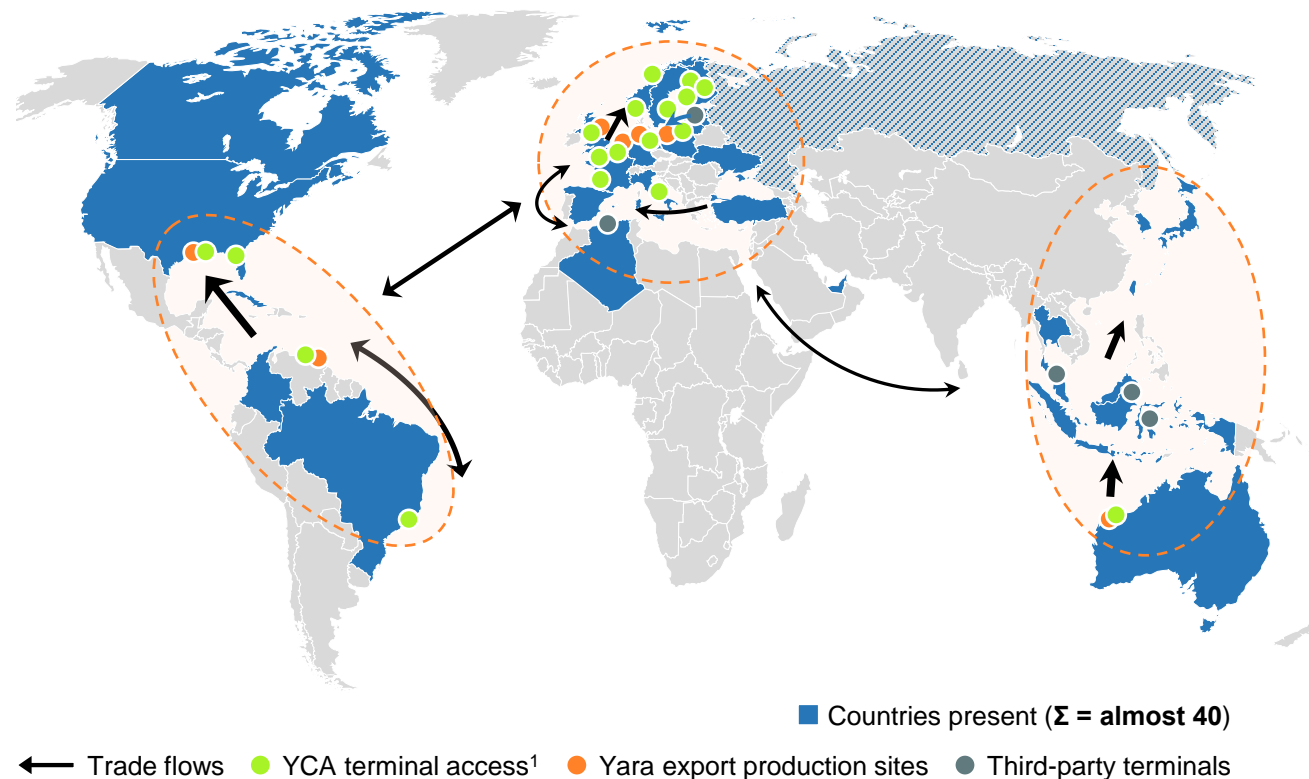 Countries present (Σ = almost 40)
Trade flows YCA terminal access¹ Yara export production sites Third-party terminals